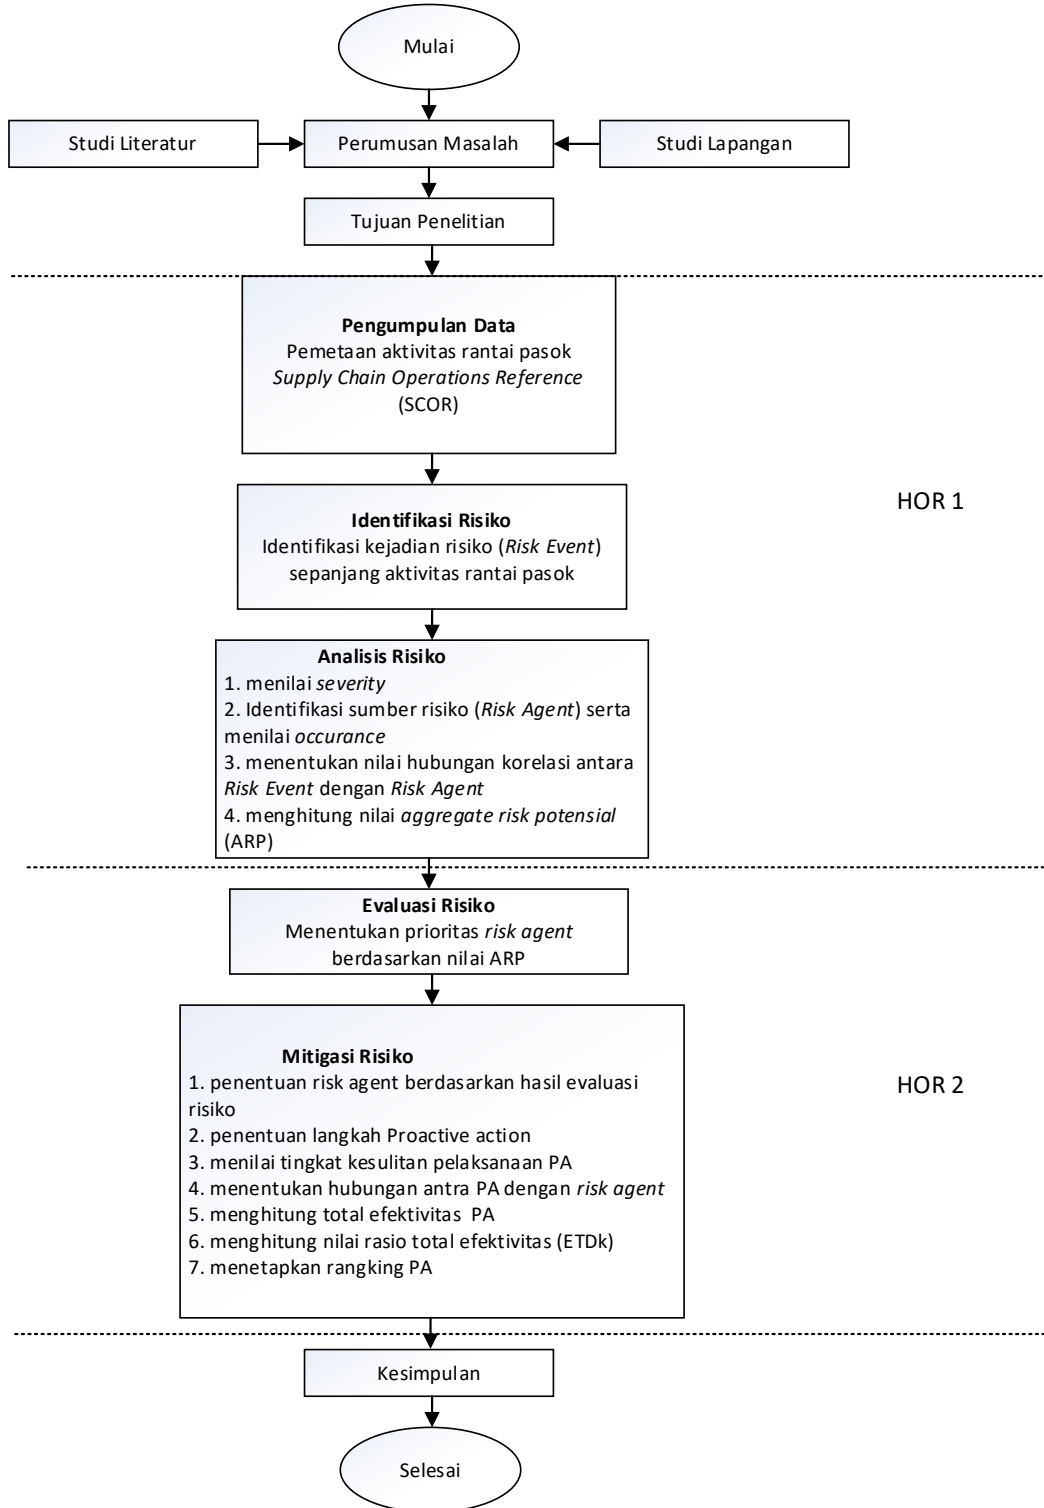 Mulai
Studi Literatur
Perumusan Masalah
Studi Lapangan
Tujuan Penelitian
Pengumpulan Data
Pemetaan aktivitas rantai pasok
Supply Chain Operations Reference
(SCOR)
HOR 1
Identifikasi Risiko
Identifikasi kejadian risiko (Risk Event)
sepanjang aktivitas rantai pasok
Analisis Risiko
1. menilai severity
2. Identifikasi sumber risiko (Risk Agent) serta
menilai occurance
3. menentukan nilai hubungan korelasi antara
Risk Event dengan Risk Agent
4. menghitung nilai aggregate risk potensial
(ARP)
Evaluasi Risiko
Menentukan prioritas risk agent
berdasarkan nilai ARP
Mitigasi Risiko
1. penentuan risk agent berdasarkan hasil evaluasi
risiko
2. penentuan langkah Proactive action
3. menilai tingkat kesulitan pelaksanaan PA
4. menentukan hubungan antra PA dengan risk agent
5. menghitung total efektivitas  PA
6. menghitung nilai rasio total efektivitas (ETDk)
7. menetapkan rangking PA
HOR 2
Kesimpulan
Selesai